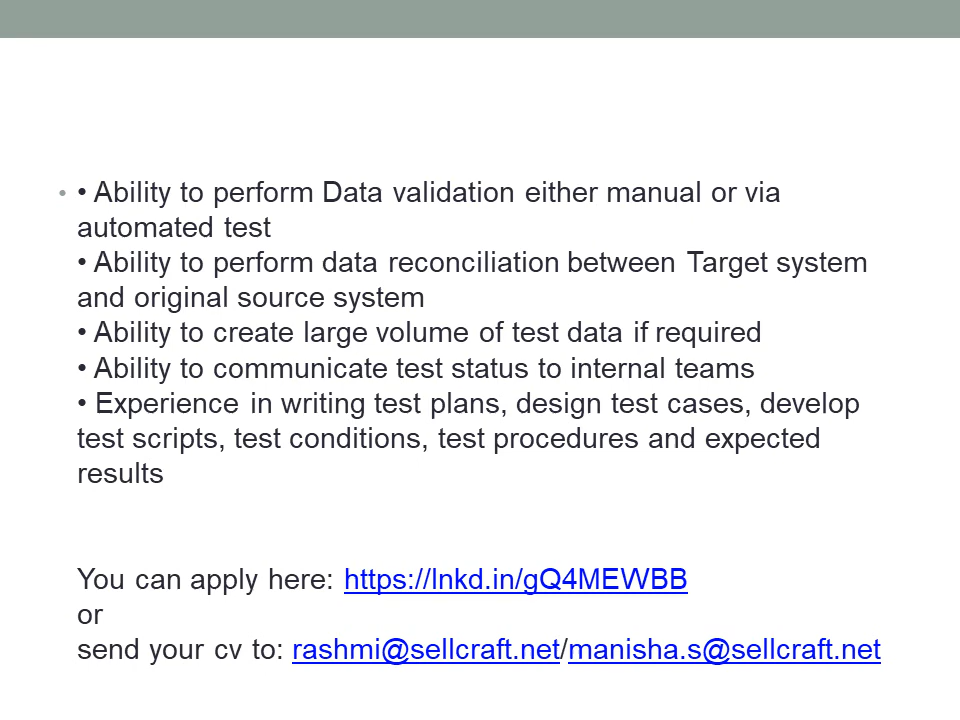 • • Ability to perform Data validation either manual or via
automated test
• Ability to perform data reconciliation between Target system
and original source system
• Ability to create large volume of test data if required
• Ability to communicate test status to internal teams
• Experience in writing test plans, design test cases, develop
test scripts, test conditions, test procedures and expected
results
You can apply here: https://lnkd.in/gQ4MEWBB
or
send your cv to: rashmi@sellcraft.net/manisha.s@sellcraft.net